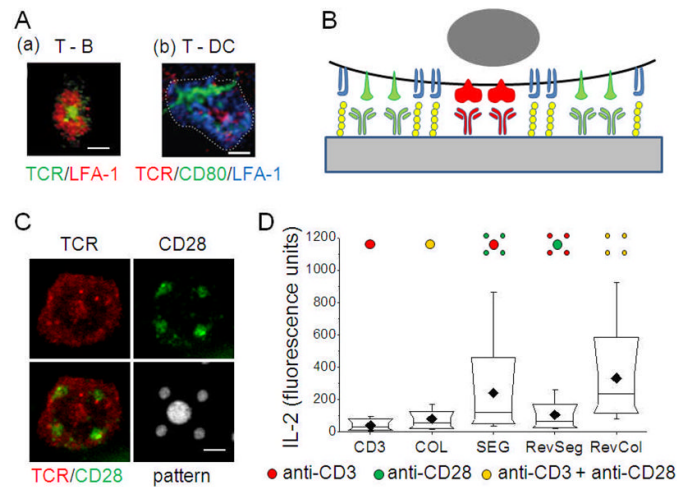 A
(a) T - B
(b) T - DC
TCR/LFA-1
TCR/CD80/LFA-1
B
C
TCR
CD28
TCR/CD28
pattern
D
IL-2 (fluorescence units)
1200
1000
800
600
400
200
0
CD3 COL SEG RevSeg RevCol
anti-CD3 anti-CD28 anti-CD3 + anti-CD28